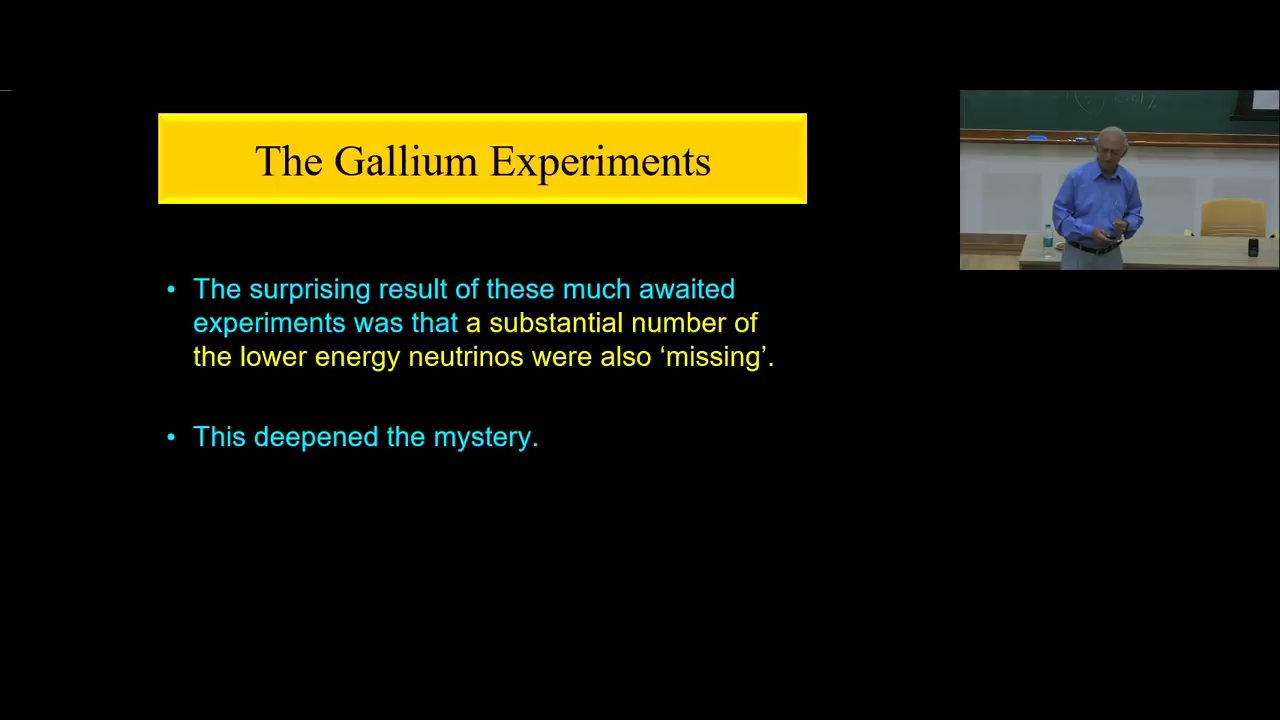 The Gallium Experiments
• The surprising result of these much awaited
experiments was that a substantial number of
the lower energy neutrinos were also ‘missing’.
• This deepened the mystery.